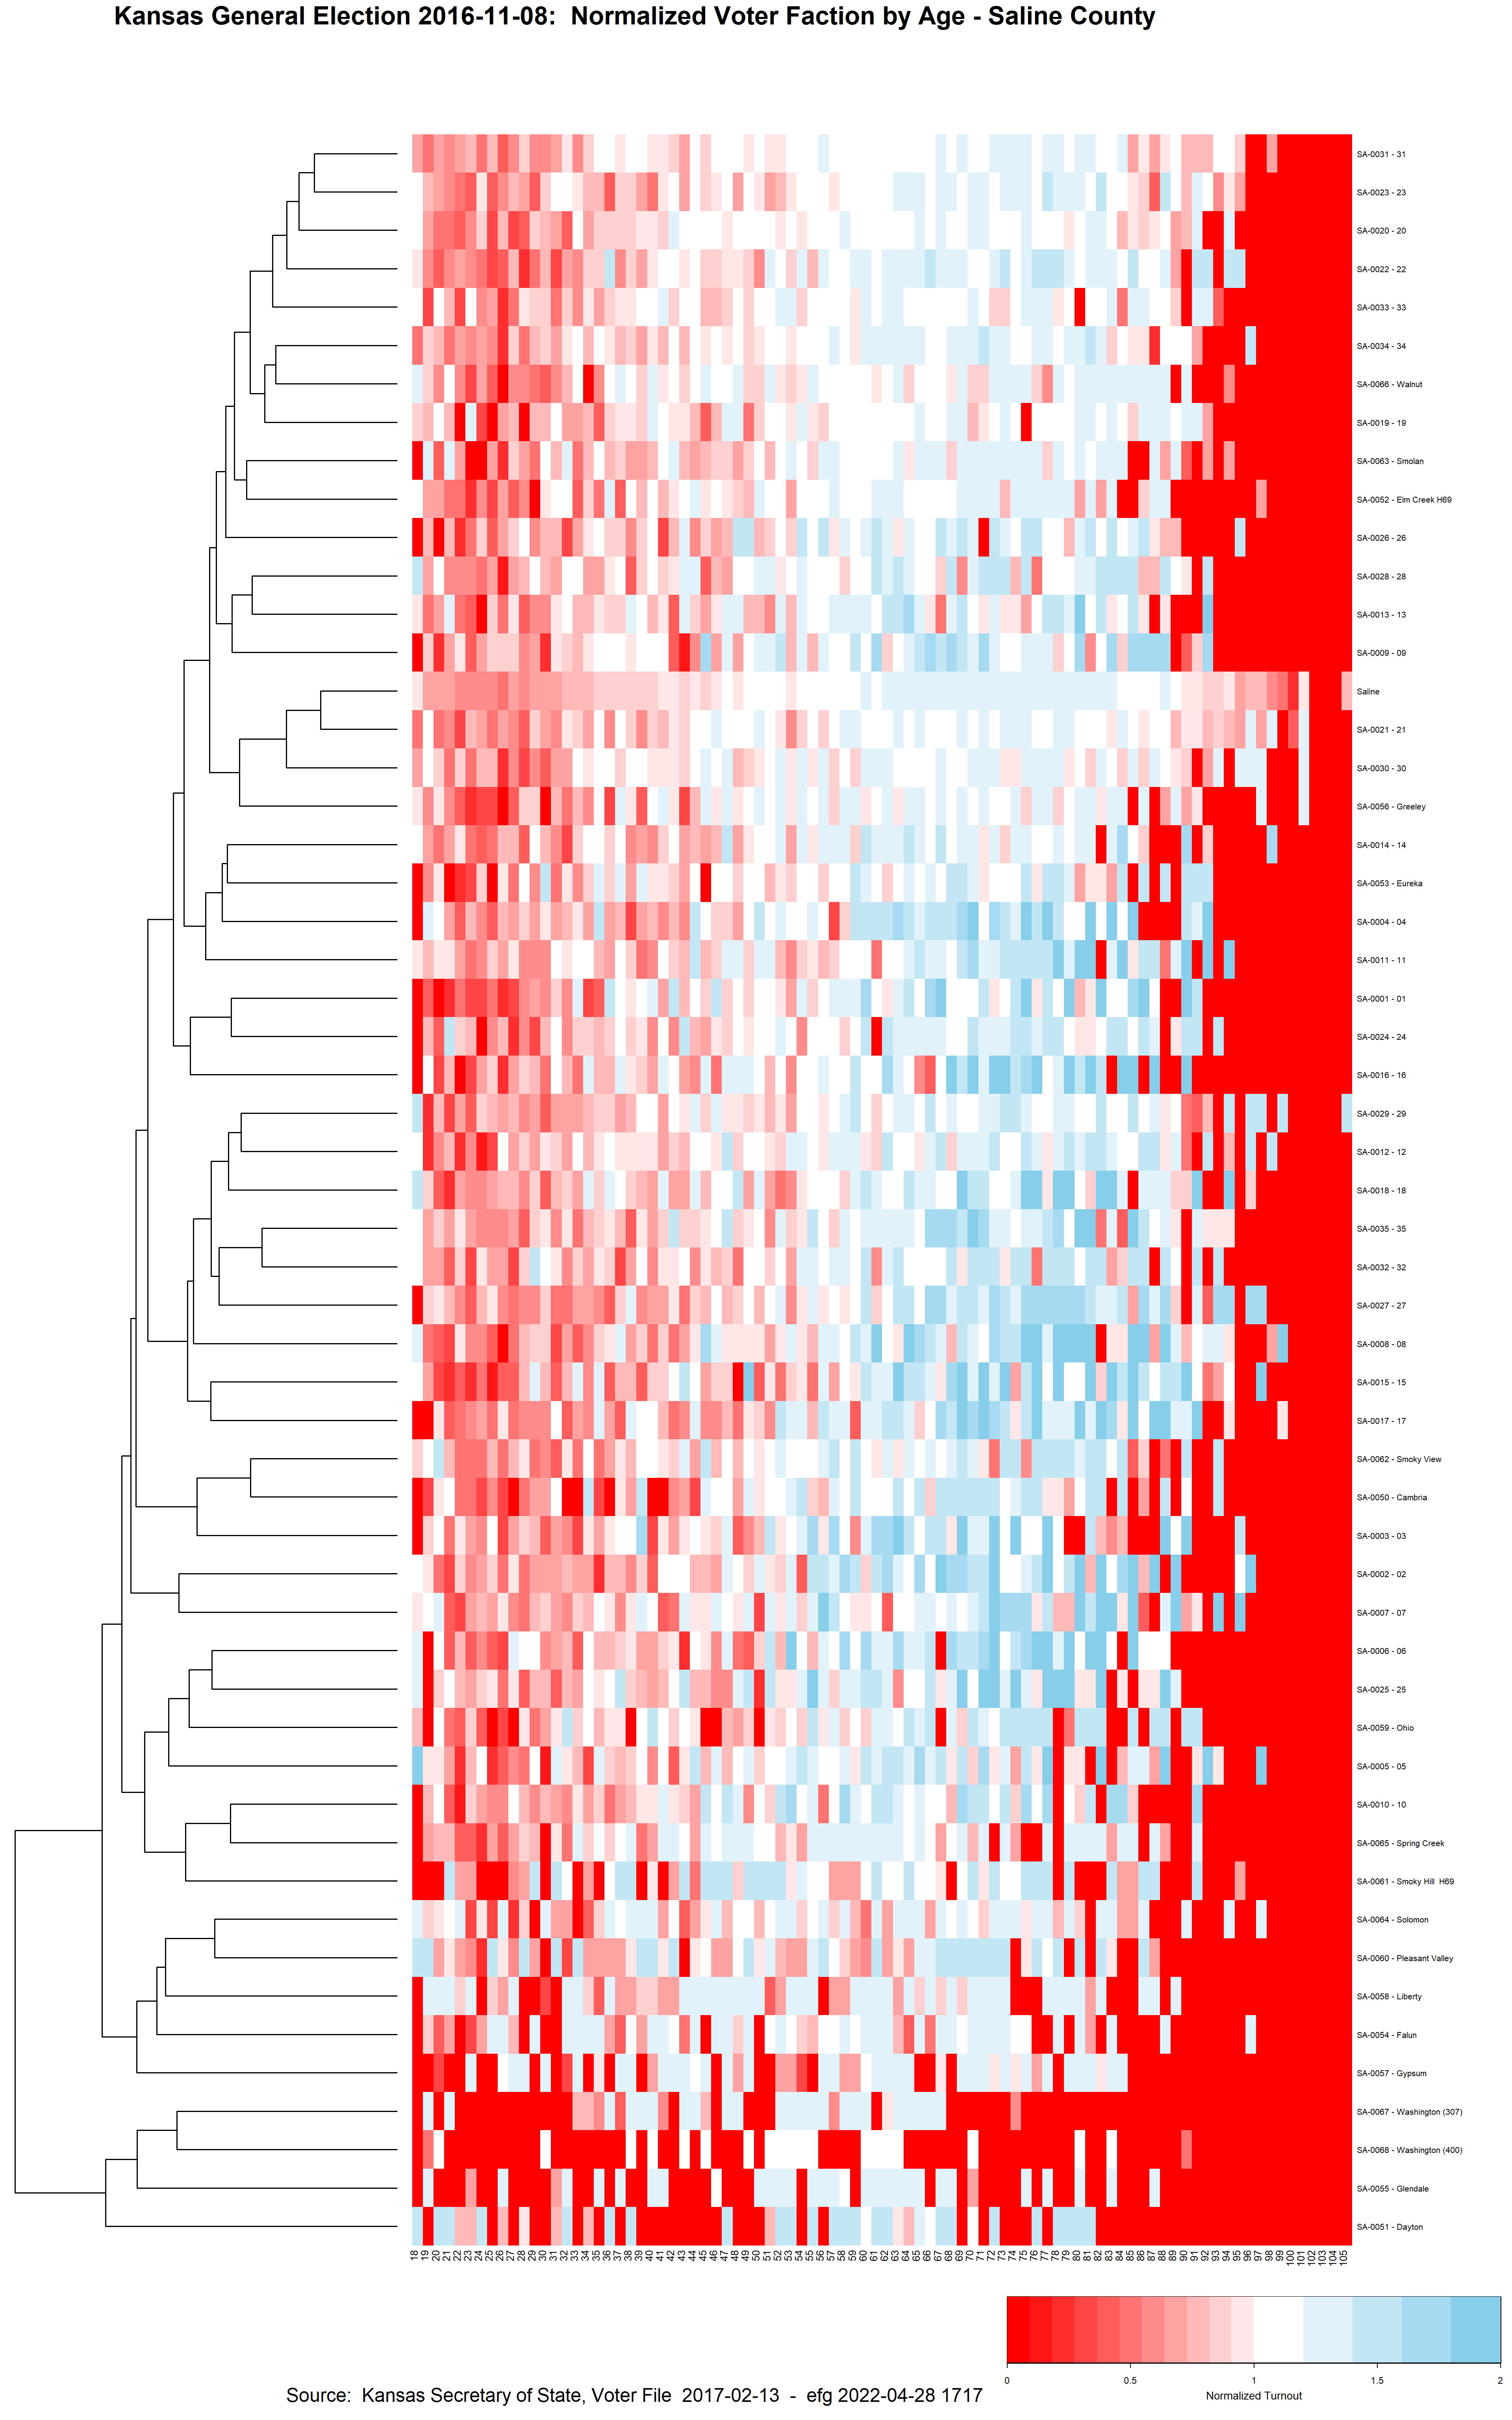 Kansas General Election 2016-11-08:  Normalized Voter Faction by Age - Saline County
SA-0031 - 31
SA-0023 - 23
SA-0020 - 20
SA-0022 - 22
SA-0033 - 33
SA-0034 - 34
SA-0066 - Walnut
SA-0019 - 19
SA-0063 - Smolan
SA-0052 - Elm Creek H69
SA-0026 - 26
SA-0028 - 28
SA-0013 - 13
SA-0009 - 09
Saline
SA-0021 - 21
SA-0030 - 30
SA-0056 - Greeley
SA-0014 - 14
SA-0053 - Eureka
SA-0004 - 04
SA-0011 - 11
SA-0001 - 01
SA-0024 - 24
SA-0016 - 16
SA-0029 - 29
SA-0012 - 12
SA-0018 - 18
SA-0035 - 35
SA-0032 - 32
SA-0027 - 27
SA-0008 - 08
SA-0015 - 15
SA-0017 - 17
SA-0062 - Smoky View
SA-0050 - Cambria
SA-0003 - 03
SA-0002 - 02
SA-0007 - 07
SA-0006 - 06
SA-0025 - 25
SA-0059 - Ohio
SA-0005 - 05
SA-0010 - 10
SA-0065 - Spring Creek
SA-0061 - Smoky Hill  H69
SA-0064 - Solomon
SA-0060 - Pleasant Valley
SA-0058 - Liberty
SA-0054 - Falun
SA-0057 - Gypsum
SA-0067 - Washington (307)
SA-0068 - Washington (400)
SA-0055 - Glendale
SA-0051 - Dayton
18 19 20 21 22 23 24 25 26 27 28 29 30 31 32 33 34 35 36 37 38 39 40 41 42 43 44 45 46 47 48 49 50 51 52 53 54 55 56 57 58 59 60 61 62 63 64 65 66 67 68 69 70 71 72 73 74 75 76 77 78 79 80 81 82 83 84 85 86 87 88 89 90 91 92 93 94 95 96 97 98 99 100 101 102 103 104 105
0 0.5 1 1.5 2
Normalized Turnout
Source:  Kansas Secretary of State, Voter File  2017-02-13  -  efg 2022-04-28 1717